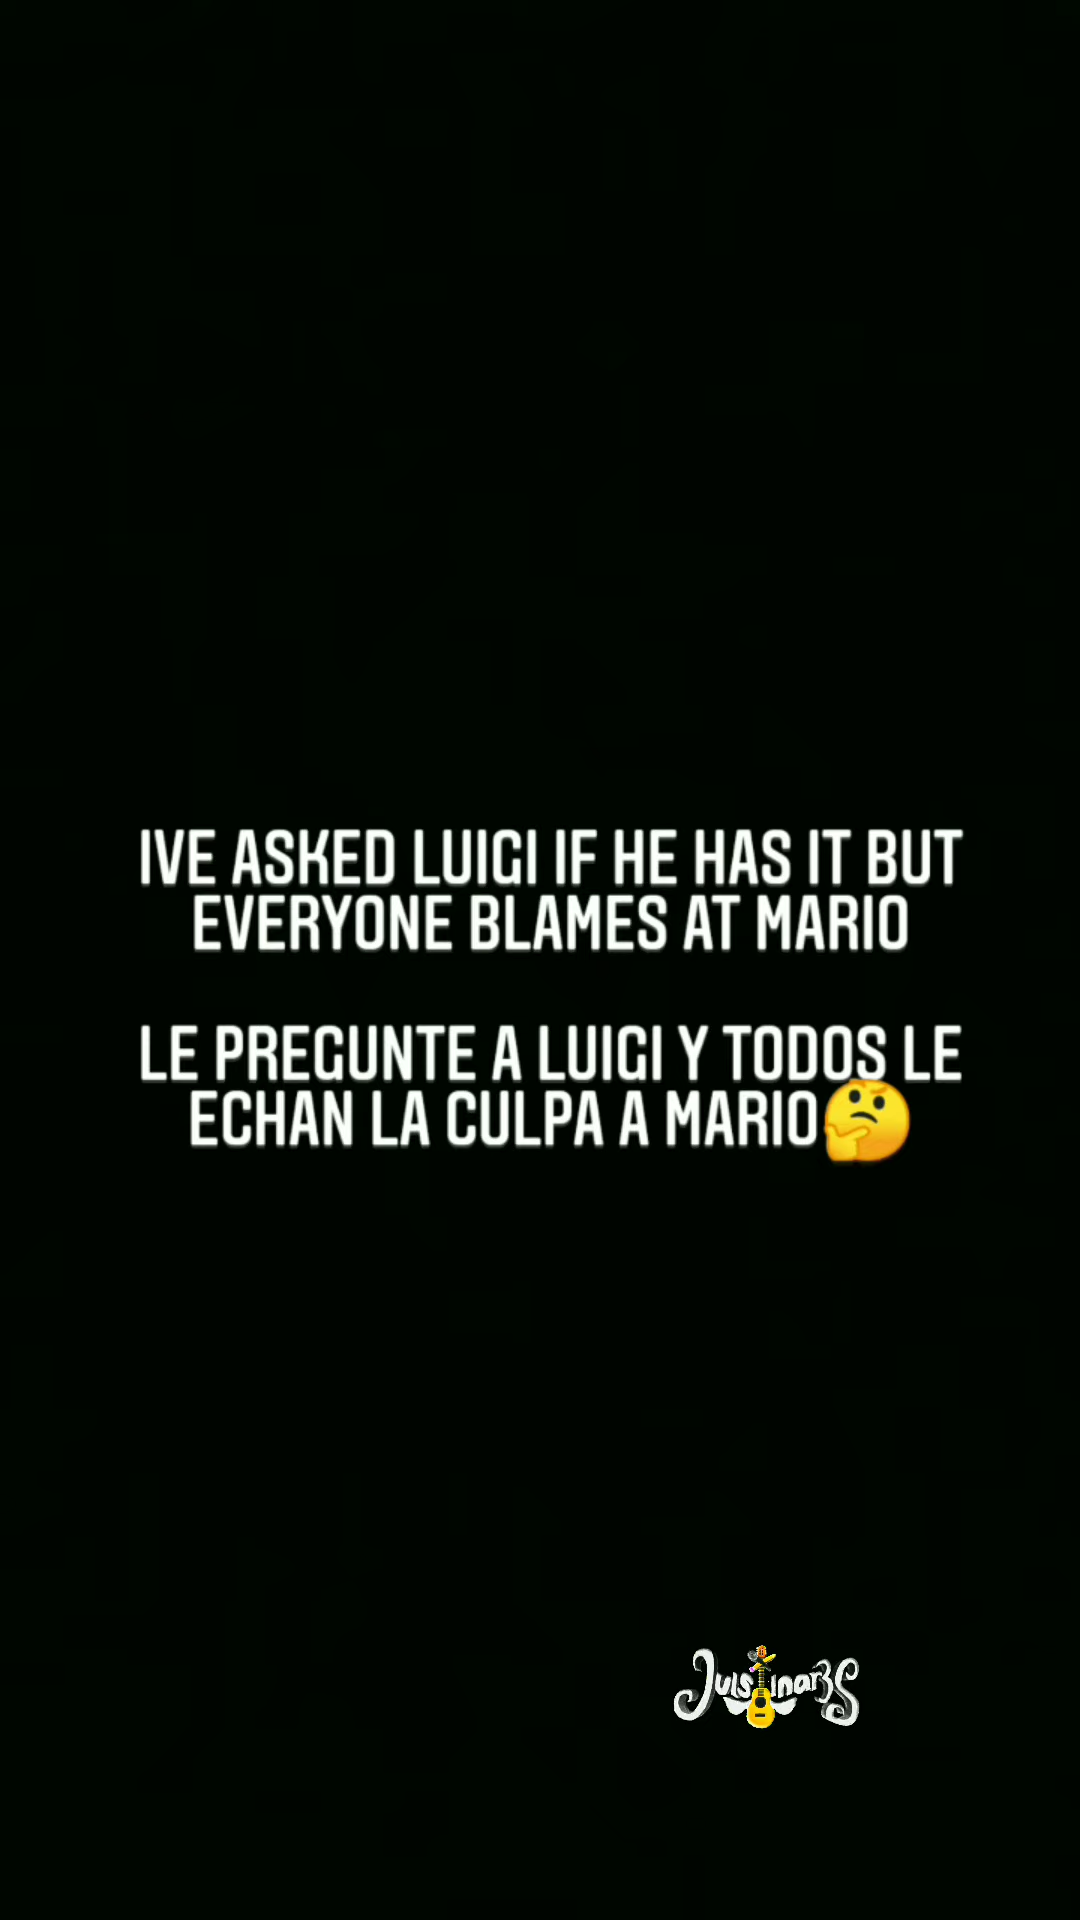 IVE ASKED LUIGI IF HE HAS IT BUT
EVERYONE BLAMES AT MARIO
LE PREGUNTE A LUIGI Y TODOS LE
ECHAN LA CULPA A MARIO🤔